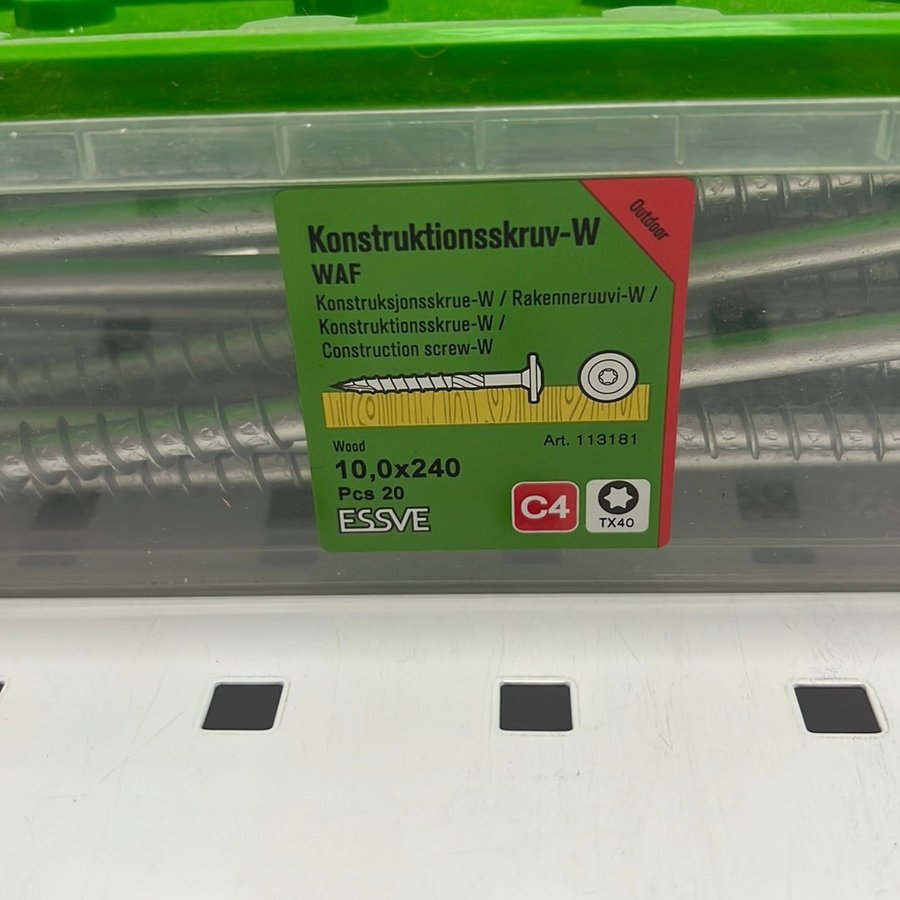 Outdoor
Konstruktionsskruv-W
WAF
Konstruksjonsskrue-W / Rakenneruuvi-W /
Konstruktionsskrue-W /
Construction screw-W
Wood
Art. 113181
10,0x240
Pcs 20
ESSVE
C4
TX40